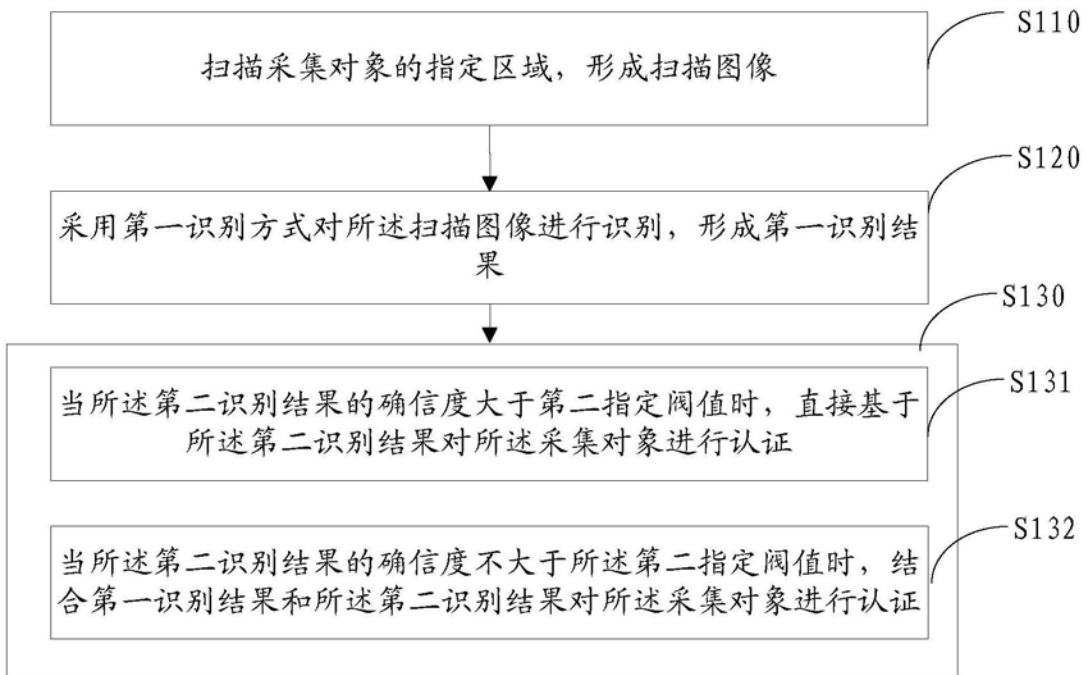 S110
扫描采集对象的指定区域，形成扫描图像
S120
采用第一识别方式对所述扫描图像进行识别，形成第一识别结
果
S130
S131
当所述第二识别结果的确信度大于第二指定阀值时，直接基于
所述第二识别结果对所述采集对象进行认证
S132
当所述第二识别结果的确信度不大于所述第二指定阀值时，结
合第一识别结果和所述第二识别结果对所述采集对象进行认证